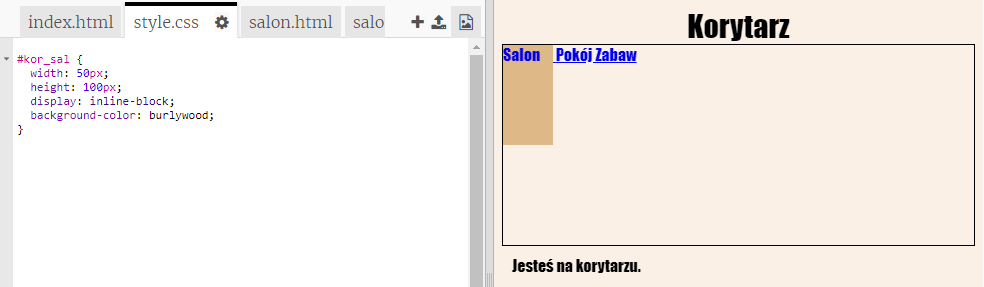 index.html
style.css
salon.html
salo
#kor_sal {
width: 50px;
height: 100px;
display: inline-block;
background-color: burlywood;
}
Korytarz
Salon Pokój Zabaw
Jesteś na korytarzu.